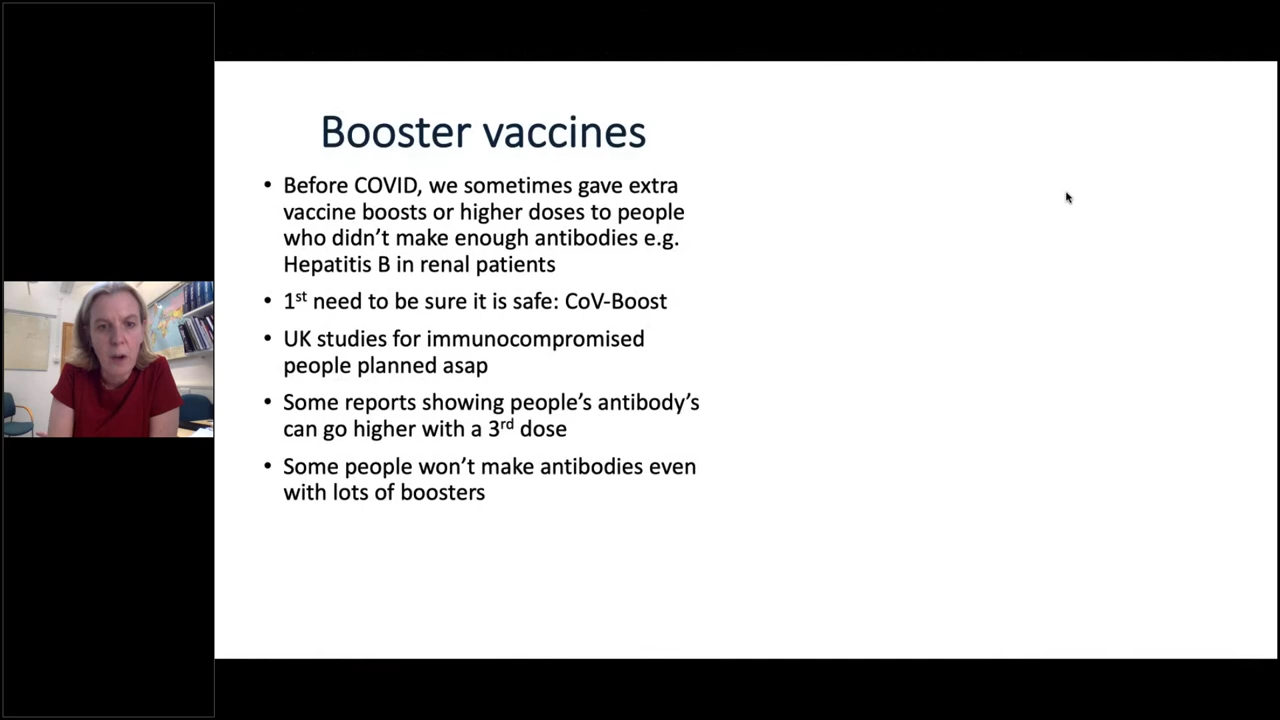 Booster vaccines
• Before COVID, we sometimes gave extra
vaccine boosts or higher doses to people
who didn’t make enough antibodies e.g.
Hepatitis B in renal patients
• 1st need to be sure it is safe: CoV-Boost
• UK studies for immunocompromised
people planned asap
• Some reports showing people’s antibody’s
can go higher with a 3rd dose
• Some people won’t make antibodies even
with lots of boosters